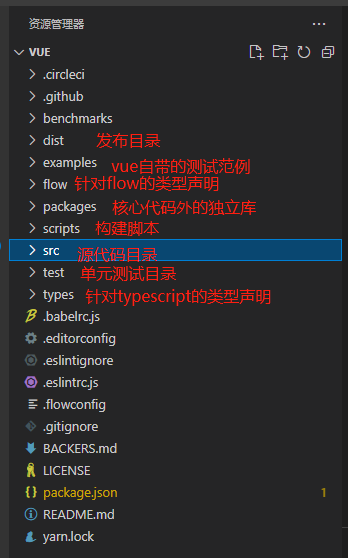 资源管理器 ...
VUE
.circleci
.github
benchmarks
dist 发布目录
examples vue自带的测试范例
flow 针对flow的类型声明
packages 核心代码外的独立库
scripts 构建脚本
src 源代码目录
test 单元测试目录
types 针对typescript的类型声明
.babelrc.js
.editorconfig
.eslintignore
.eslintrc.js
.flowconfig
.gitignore
BACKERS.md
LICENSE
package.json 1
README.md
yarn.lock